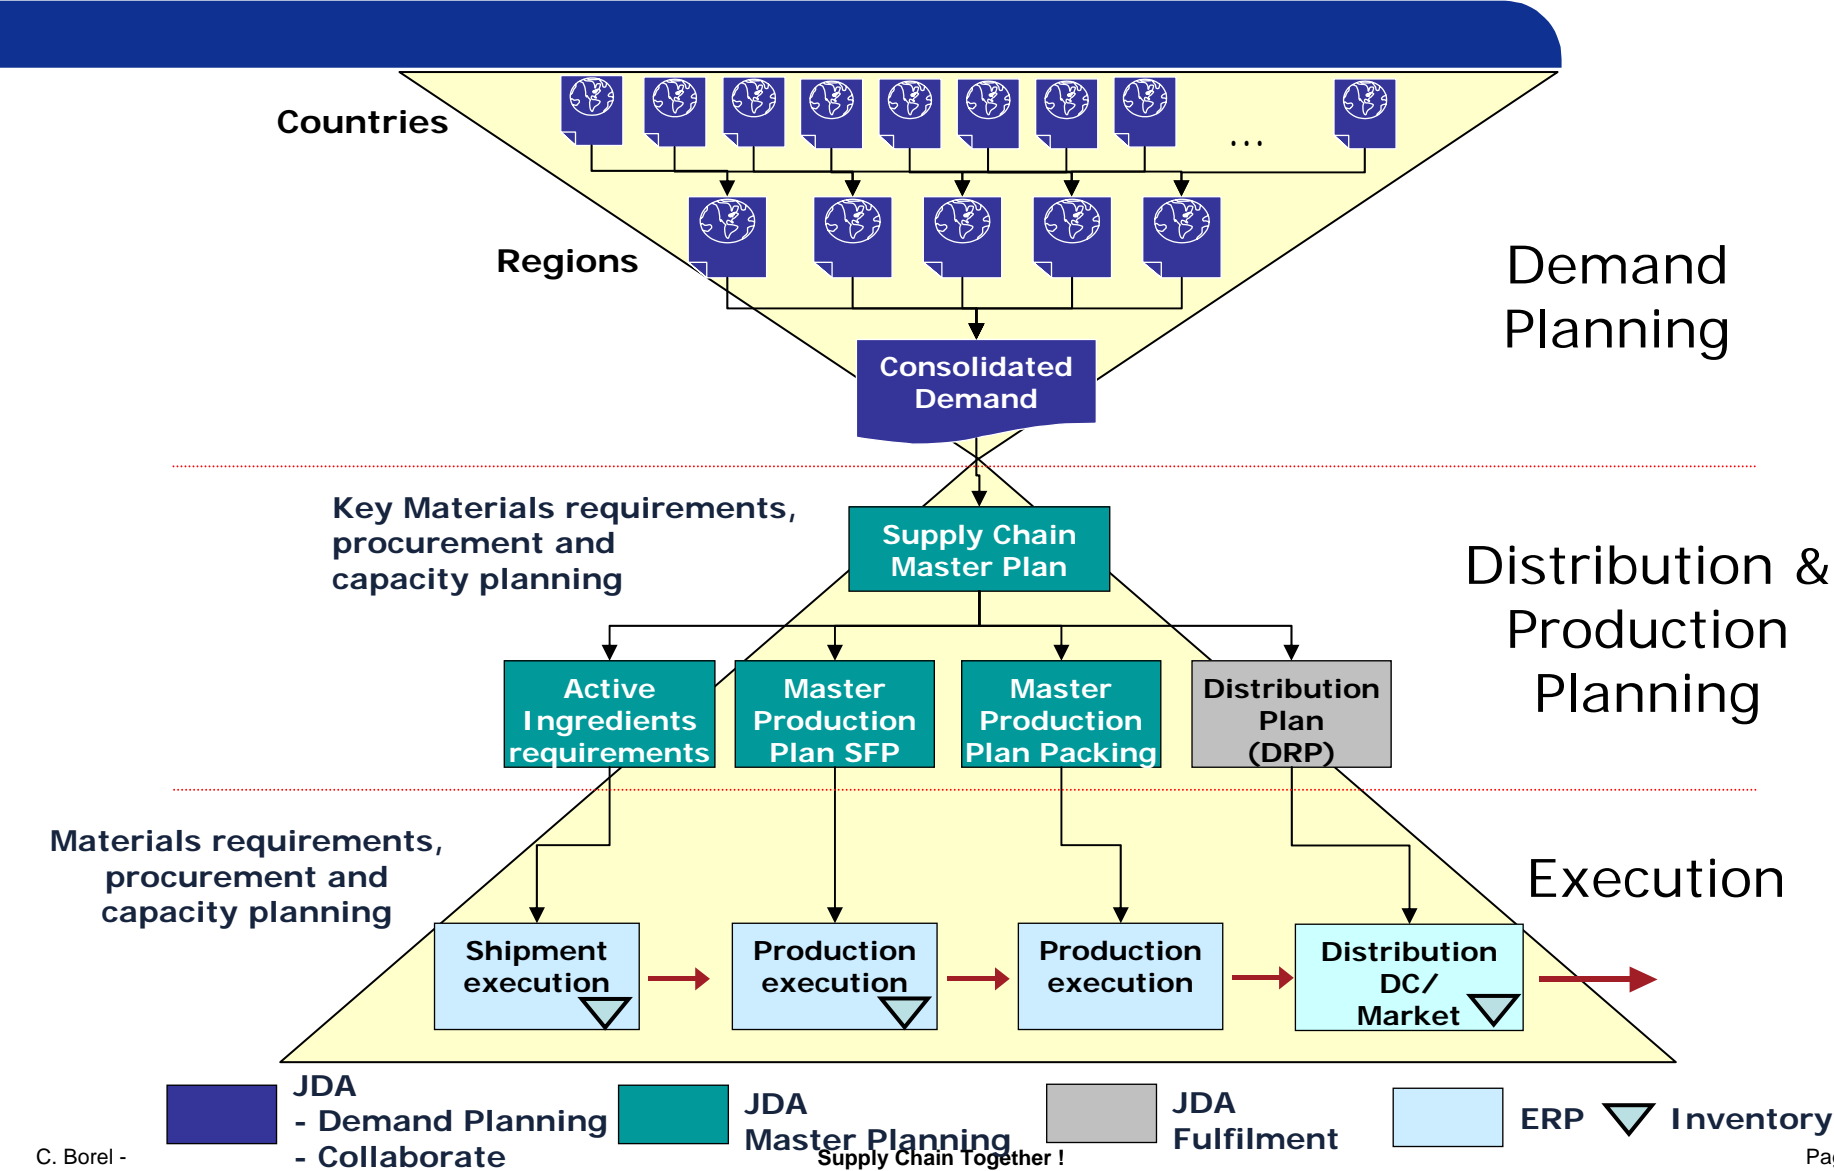 Countries
...
Regions
Demand
Planning
Consolidated
Demand
Key Materials requirements,
procurement and
capacity planning
Supply Chain
Master Plan
Distribution &
Production
Planning
Active
Ingredients
requirements
Master
Production
Plan SFP
Master
Production
Plan Packing
Distribution
Plan
(DRP)
Materials requirements,
procurement and
capacity planning
Execution
Shipment
execution
Production
execution
Production
execution
Distribution
DC/
Market
JDA
- Demand Planning
- Collaborate
JDA
Master Planning
JDA
Fulfilment
ERP
Inventory
C. Borel -
Supply Chain Together !